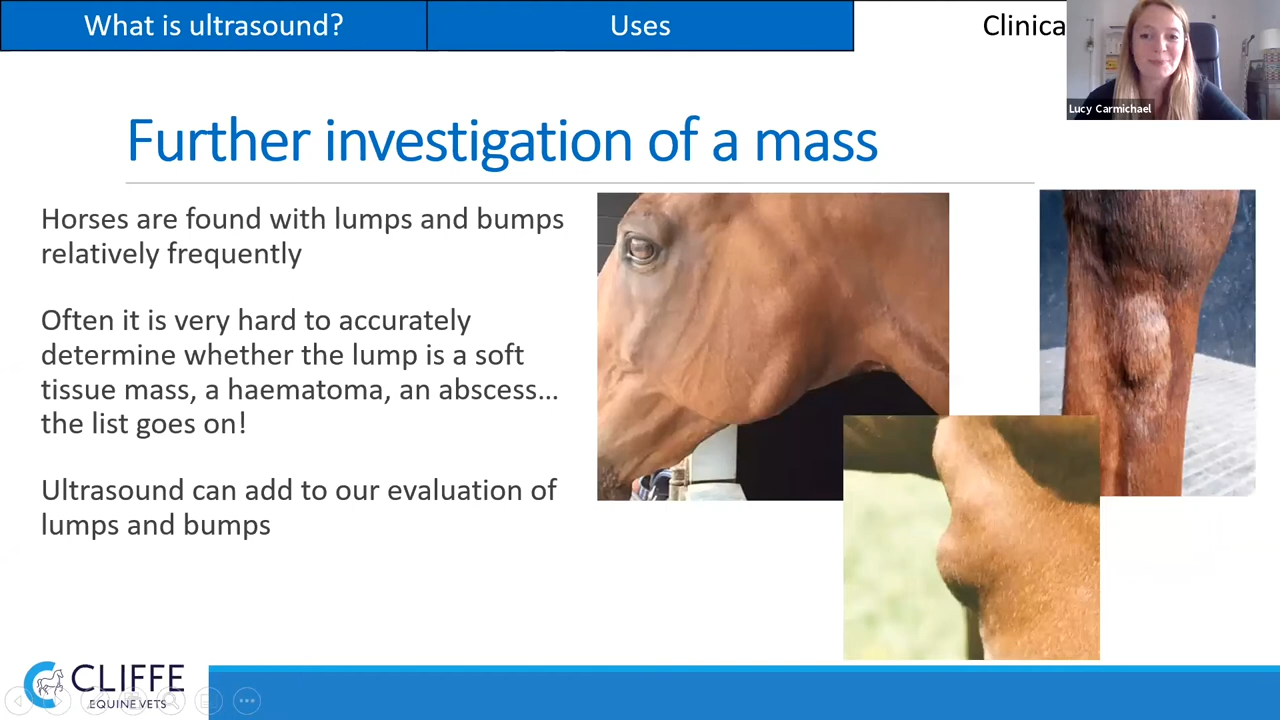 What is ultrasound?
Uses
Clinica
Lucy Carmichael
Further investigation of a mass
Horses are found with lumps and bumps
relatively frequently
Often it is very hard to accurately
determine whether the lump is a soft
tissue mass, a haematoma, an abscess…
the list goes on!
Ultrasound can add to our evaluation of
lumps and bumps
CLIFFE
EQUINE VETS